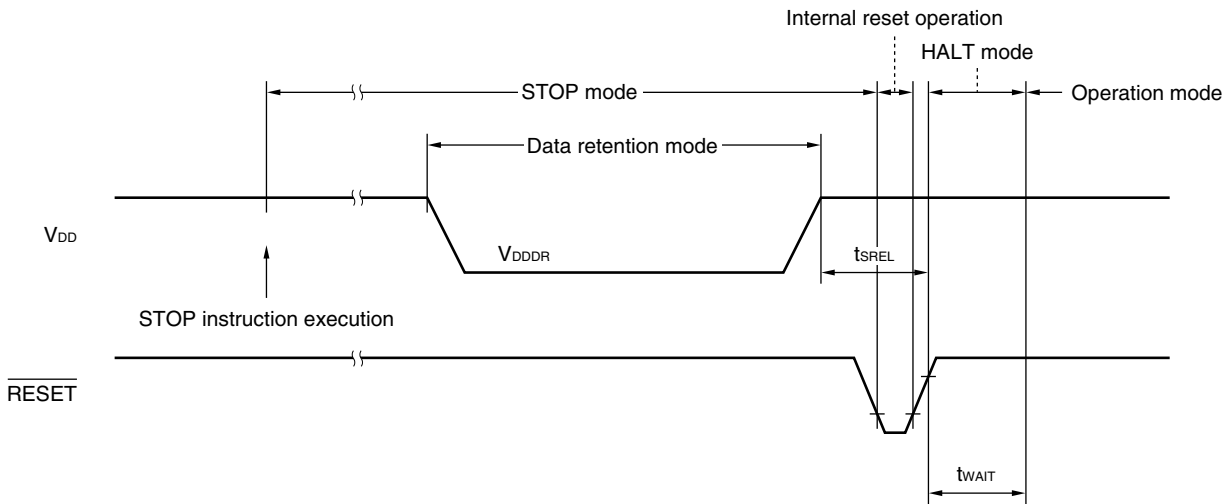 Internal reset operation
HALT mode
STOP mode
Operation mode
Data retention mode
VDD
VDDDR
tSREL
STOP instruction execution
RESET
tWAIT